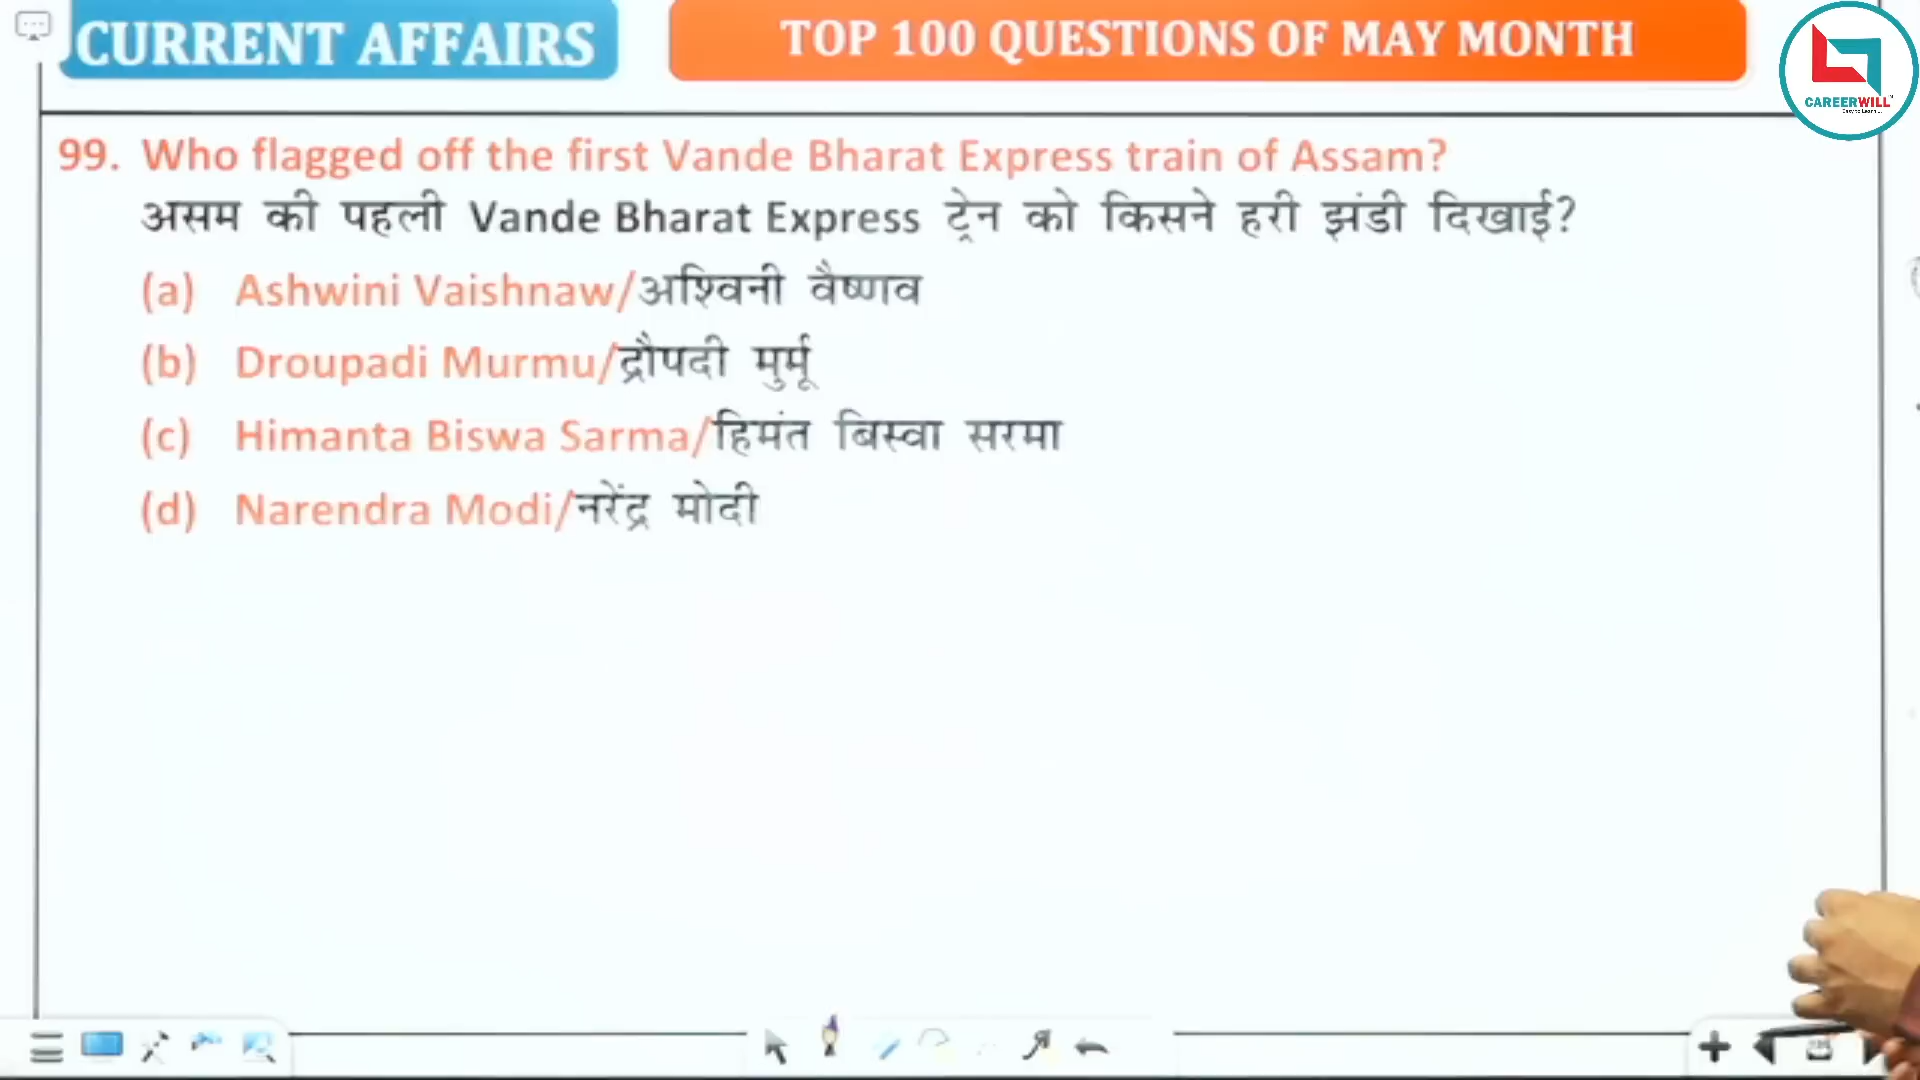 CURRENT AFFAIRS
TOP 100 QUESTIONS OF MAY MONTH
CAREERWILL
99. Who flagged off the first Vande Bharat Express train of Assam?
असम की पहली Vande Bharat Express ट्रेन को किसने हरी झंडी दिखाई?
(a) Ashwini Vaishnaw/अश्विनी वैष्णव
(b) Droupadi Murmu/द्रौपदी मुर्मू
(c) Himanta Biswa Sarma/हिमंत बिस्वा सरमा
(d) Narendra Modi/नरेंद्र मोदी